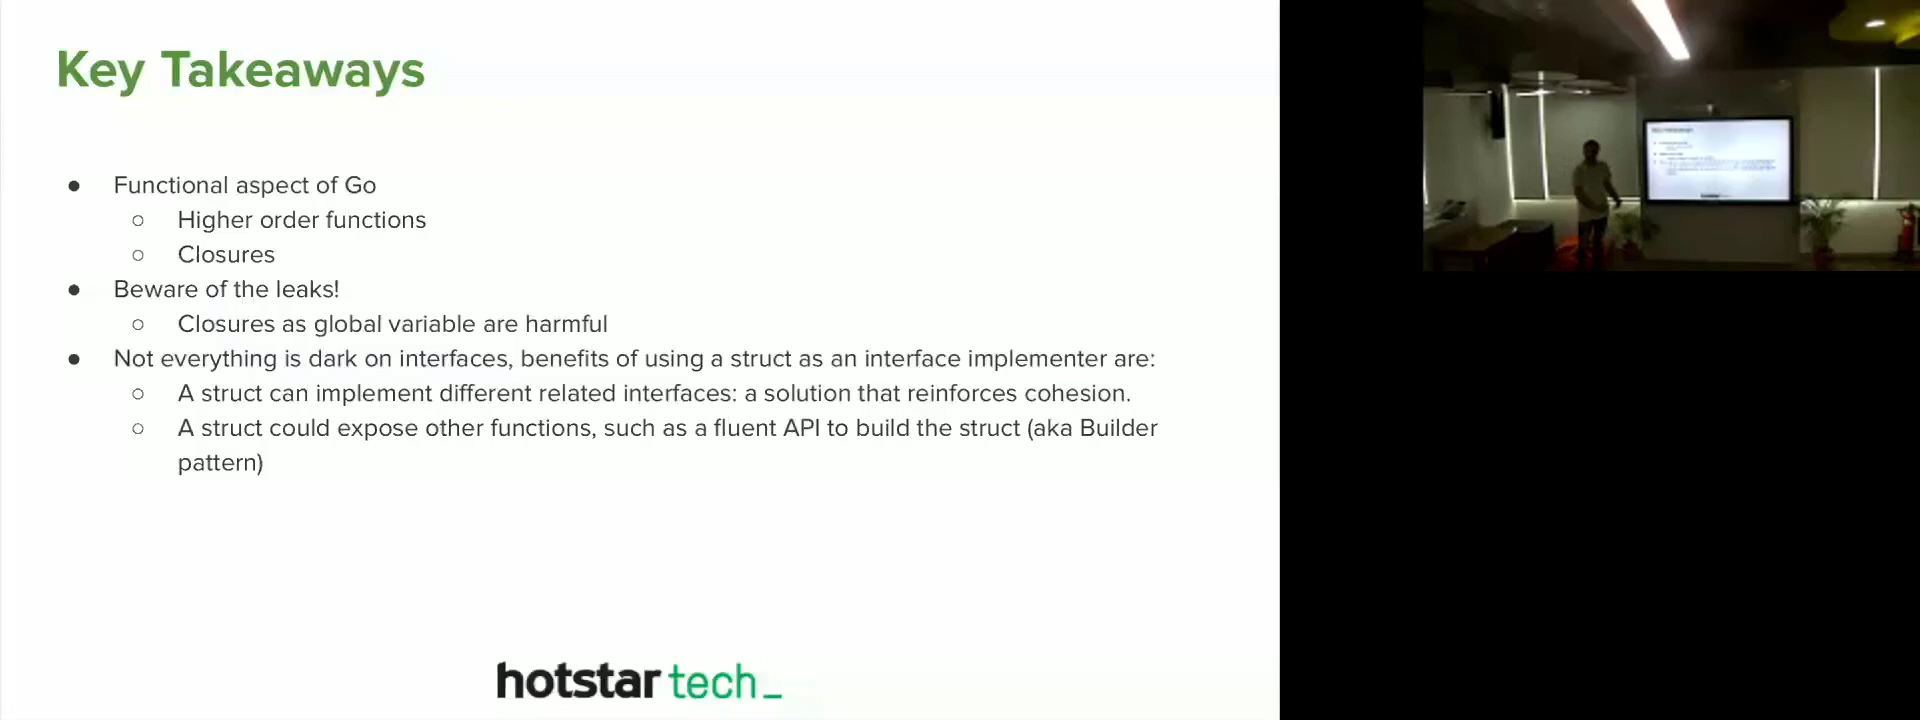 Key Takeaways
● Functional aspect of Go
○ Higher order functions
○ Closures
● Beware of the leaks!
○ Closures as global variable are harmful
● Not everything is dark on interfaces, benefits of using a struct as an interface implementer are:
○ A struct can implement different related interfaces: a solution that reinforces cohesion.
○ A struct could expose other functions, such as a fluent API to build the struct (aka Builder
pattern)
hotstar tech_